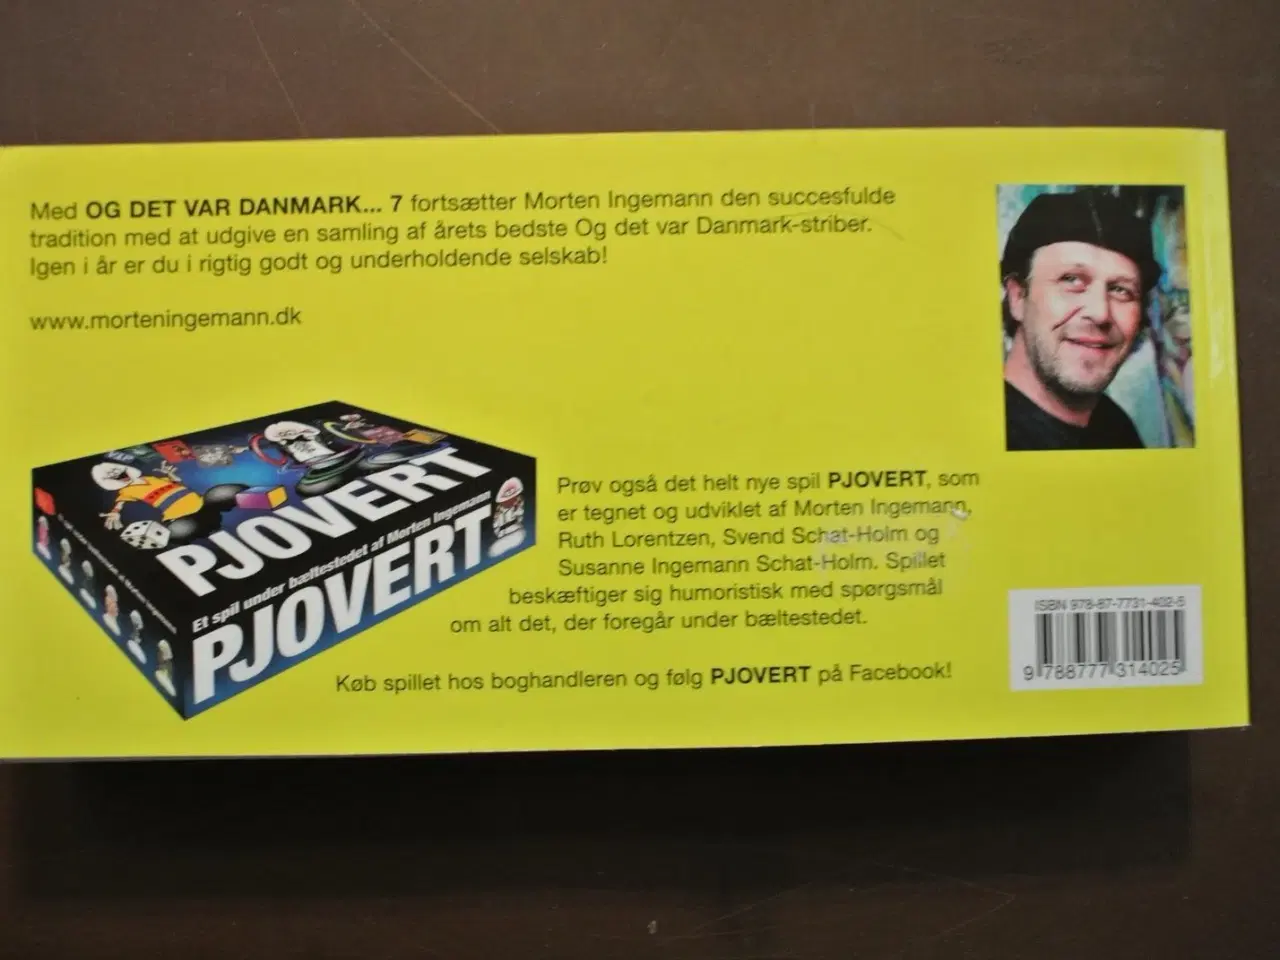 Med OG DET VAR DANMARK... 7 fortsætter Morten Ingemann den succesfulde
tradition med at udgive en samling af årets bedste Og det var Danmark-striber.
Igen i år er du i rigtig godt og underholdende selskab!
www.morteningemann.dk
PJOVERT
Et spil under bæltestedet af Morten Ingemann
PJOVERT
Prøv også det helt nye spil PJOVERT, som
er tegnet og udviklet af Morten Ingemann,
Ruth Lorentzen, Svend Schat-Holm og
Susanne Ingemann Schat-Holm. Spillet
beskæftiger sig humoristisk med spørgsmål
om alt det, der foregår under bæltestedet.
Køb spillet hos boghandleren og følg PJOVERT på Facebook!
ISBN 978-87-7731-402-5
9 788777 314025